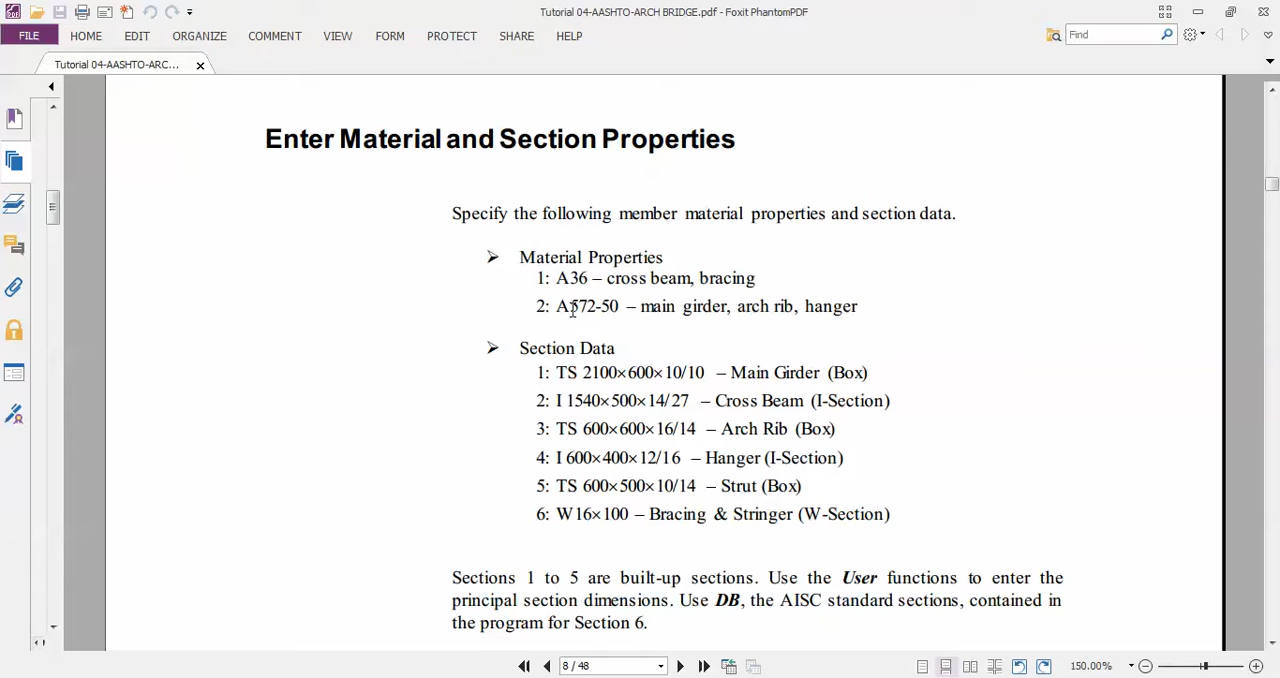 Tutorial 04-AASHTO-ARCH BRIDGE.pdf - Foxit PhantomPDF
FILE HOME EDIT ORGANIZE COMMENT VIEW FORM PROTECT SHARE HELP
Find
Tutorial 04-AASHTO-ARC...
Enter Material and Section Properties
Specify the following member material properties and section data.
Material Properties
1: A36 – cross beam, bracing
2: A572-50 – main girder, arch rib, hanger
Section Data
1: TS 2100×600×10/10 – Main Girder (Box)
2: I 1540×500×14/27 – Cross Beam (I-Section)
3: TS 600×600×16/14 – Arch Rib (Box)
4: I 600×400×12/16 – Hanger (I-Section)
5: TS 600×500×10/14 – Strut (Box)
6: W16×100 – Bracing & Stringer (W-Section)
Sections 1 to 5 are built-up sections. Use the User functions to enter the
principal section dimensions. Use DB, the AISC standard sections, contained in
the program for Section 6.
8 / 48
150.00%